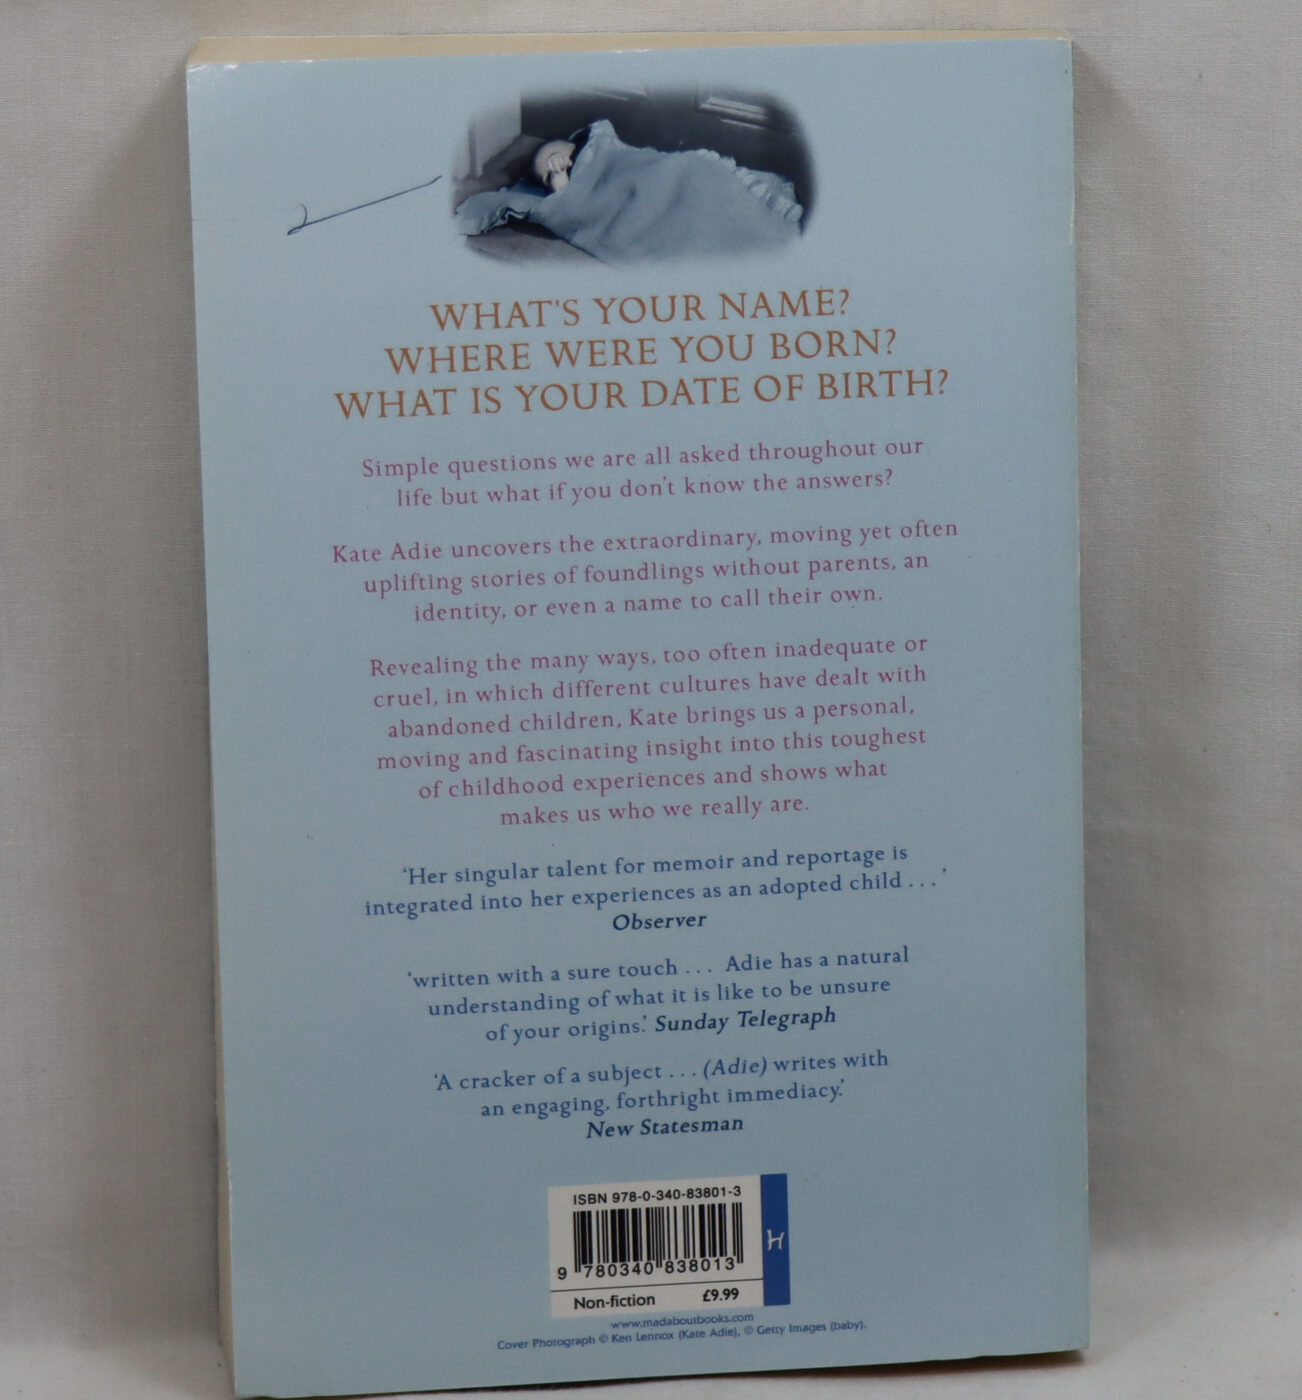 WHAT'S YOUR NAME?
WHERE WERE YOU BORN?
WHAT IS YOUR DATE OF BIRTH?
Simple questions we are all asked throughout our
life but what if you don't know the answers?
Kate Adie uncovers the extraordinary, moving yet often
uplifting stories of foundlings without parents, an
identity, or even a name to call their own.
Revealing the many ways, too often inadequate or
cruel, in which different cultures have dealt with
abandoned children, Kate brings us a personal,
moving and fascinating insight into this toughest
of childhood experiences and shows what
makes us who we really are.
‘Her singular talent for memoir and reportage is
integrated into her experiences as an adopted child . . . ’
Observer
‘written with a sure touch . . . Adie has a natural
understanding of what it is like to be unsure
of your origins.’ Sunday Telegraph
‘A cracker of a subject . . . (Adie) writes with
an engaging, forthright immediacy.’
New Statesman
ISBN 978-0-340-83801-3
9 780340 838013
H
Non-fiction £9.99
www.madaboutbooks.com
Cover Photograph © Ken Lennox (Kate Adie), © Getty Images (baby).